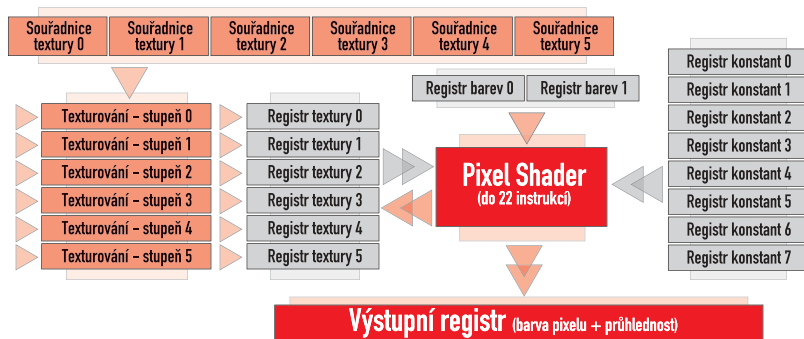 Souřadnice textury 0
Souřadnice textury 1
Souřadnice textury 2
Souřadnice textury 3
Souřadnice textury 4
Souřadnice textury 5
Texturování – stupeň 0
Texturování – stupeň 1
Texturování – stupeň 2
Texturování – stupeň 3
Texturování – stupeň 4
Texturování – stupeň 5
Registr textury 0
Registr textury 1
Registr textury 2
Registr textury 3
Registr textury 4
Registr textury 5
Registr barev 0
Registr barev 1
Pixel Shader
(do 22 instrukcí)
Registr konstant 0
Registr konstant 1
Registr konstant 2
Registr konstant 3
Registr konstant 4
Registr konstant 5
Registr konstant 6
Registr konstant 7
Výstupní registr (barva pixelu + průhlednost)